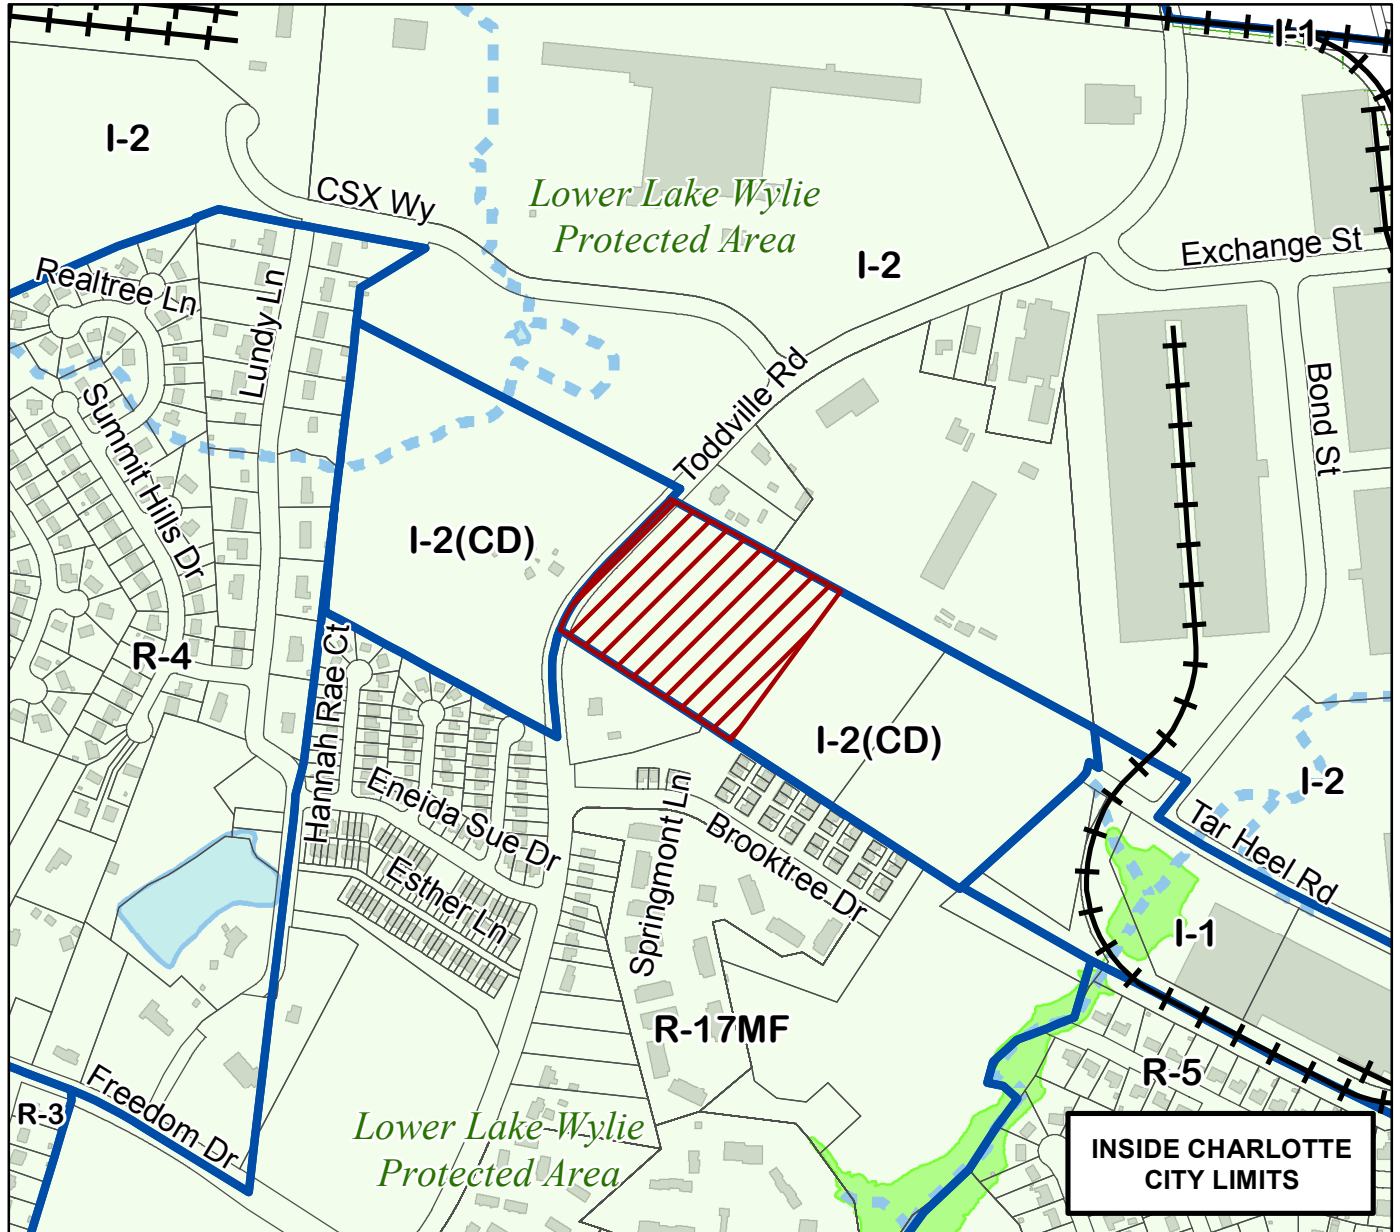 I-1
I-2
CSX Wy
Lower Lake Wylie
Protected Area
I-2
Exchange St
Realtree Ln
Lundy Ln
Toddville Rd
Bond St
Summit Hills Dr
I-2(CD)
R-4
Hannah Rae Ct
I-2(CD)
I-2
Eneida Sue Dr
Springmont Ln
Brooktree Dr
Tar Heel Rd
Esther Ln
I-1
R-17MF
R-5
Freedom Dr
R-3
Lower Lake Wylie
Protected Area
INSIDE CHARLOTTE
CITY LIMITS